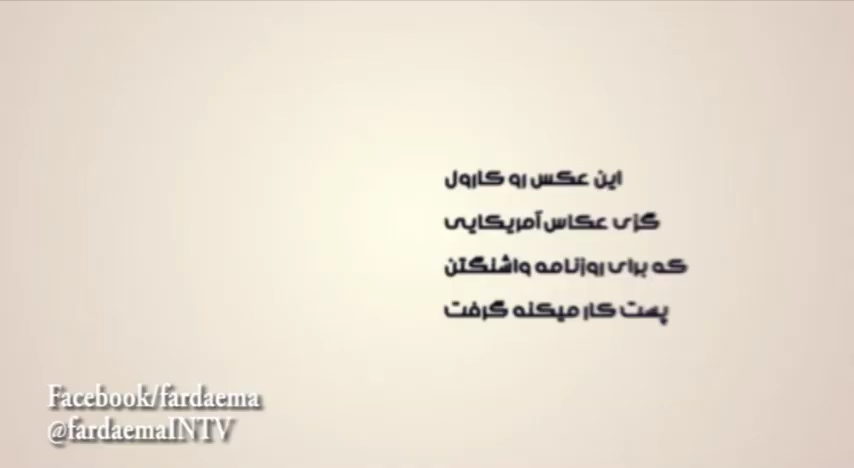 این عکس رو کارول
گزی عکاس آمریکایی
که برای روزنامه واشنگتن
پست کار میکنه گرفت
Facebook/fardaema
@fardaemaINTV